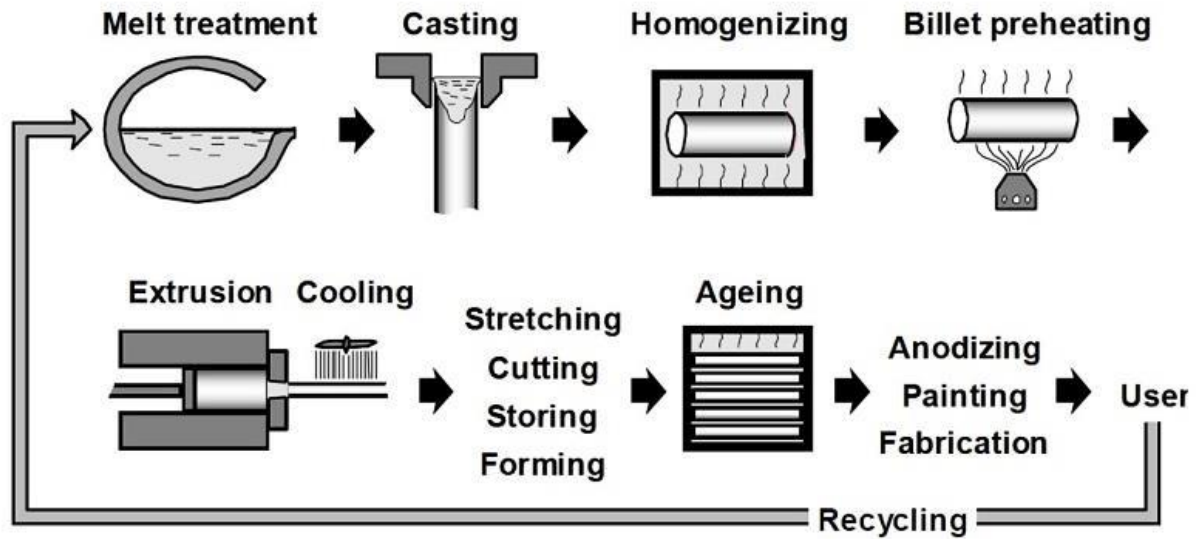 Melt treatment
Casting
Homogenizing
Billet preheating
Extrusion
Cooling
Stretching
Cutting
Storing
Forming
Ageing
Anodizing
Painting
Fabrication
User
Recycling